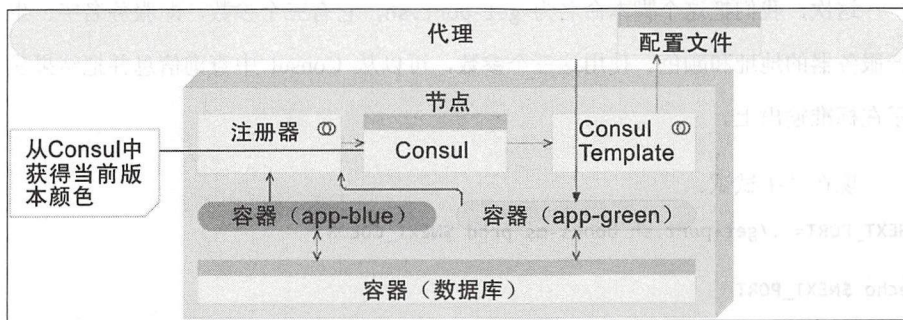 代理
配置文件
节点
注册器
Consul
Consul
Template
从Consul中
获得当前版
本颜色
容器（app-blue）
容器（app-green）
容器（数据库）